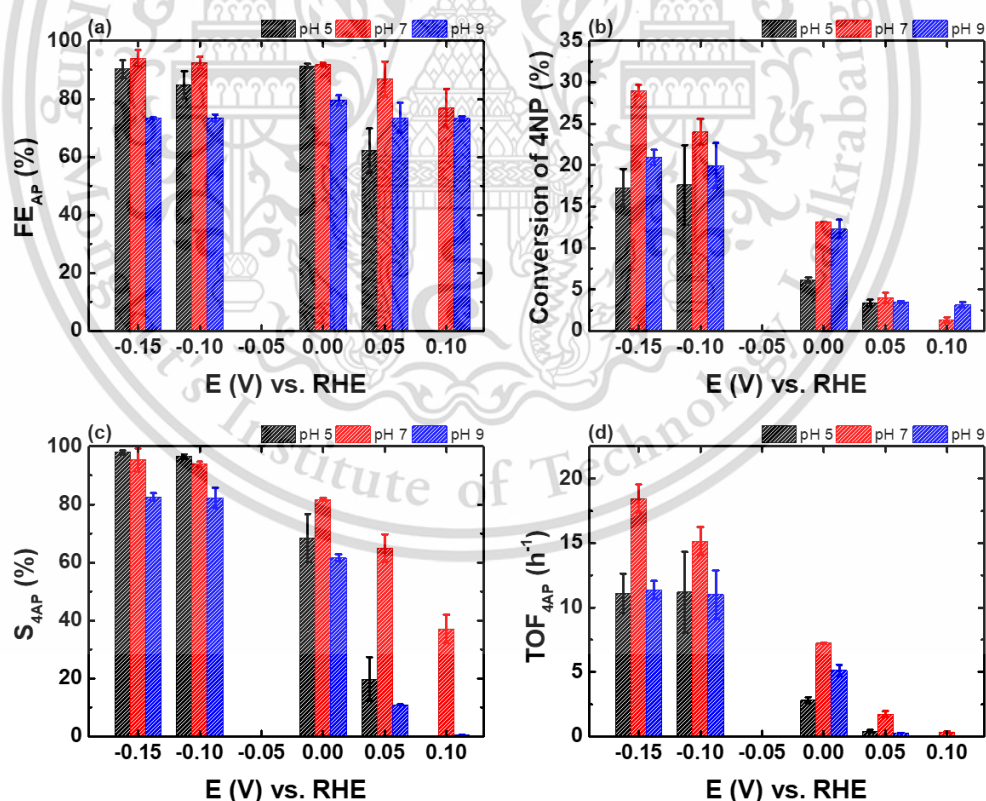 (a)
pH 5 pH 7 pH 9
FE_AP (%)
100
80
60
40
20
0
-0.15 -0.10 -0.05 0.00 0.05 0.10
E (V) vs. RHE
(b)
pH 5 pH 7 pH 9
Conversion of 4NP (%)
35
30
25
20
15
10
5
0
-0.15 -0.10 -0.05 0.00 0.05 0.10
E (V) vs. RHE
(c)
pH 5 pH 7 pH 9
S_4AP (%)
100
80
60
40
20
0
-0.15 -0.10 -0.05 0.00 0.05 0.10
E (V) vs. RHE
(d)
pH 5 pH 7 pH 9
TOF_4AP (h⁻¹)
20
15
10
5
0
-0.15 -0.10 -0.05 0.00 0.05 0.10
E (V) vs. RHE
Institute of Technology Ladkrabang